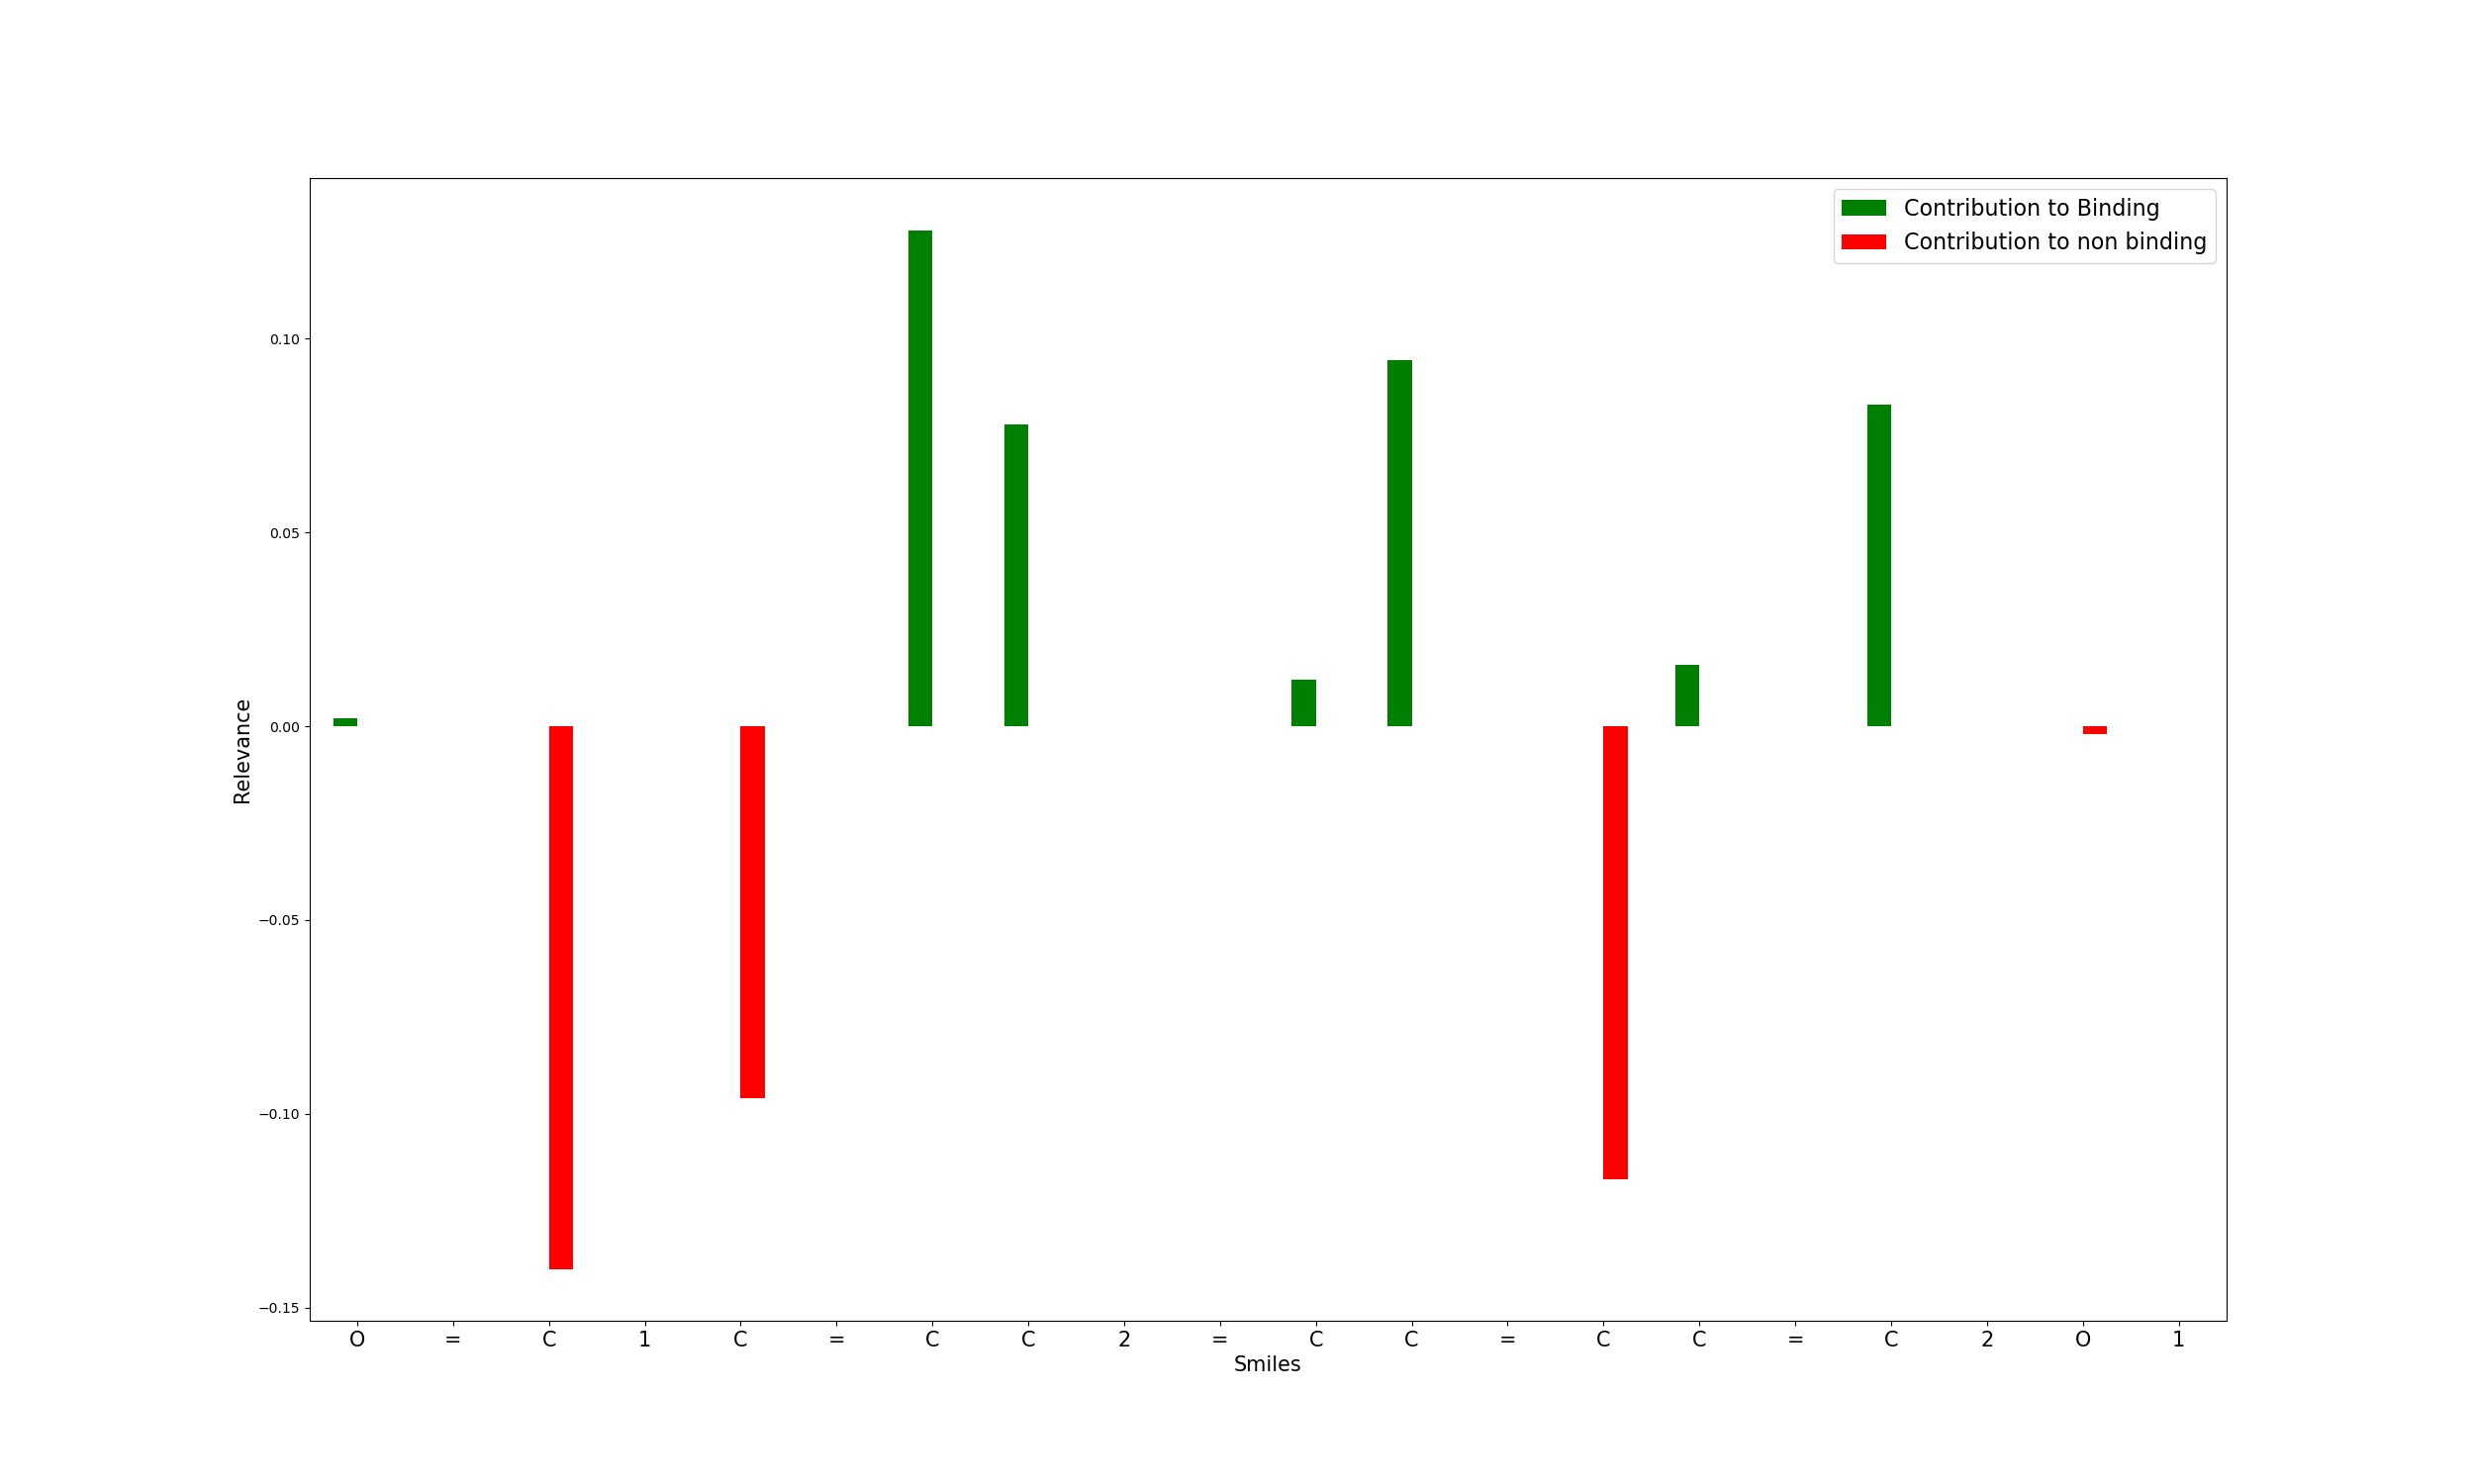 Contribution to Binding
Contribution to non binding
0.10
0.05
0.00
−0.05
−0.10
−0.15
Relevance
O = C 1 C = C C 2 = C C = C C = C 2 O 1
Smiles